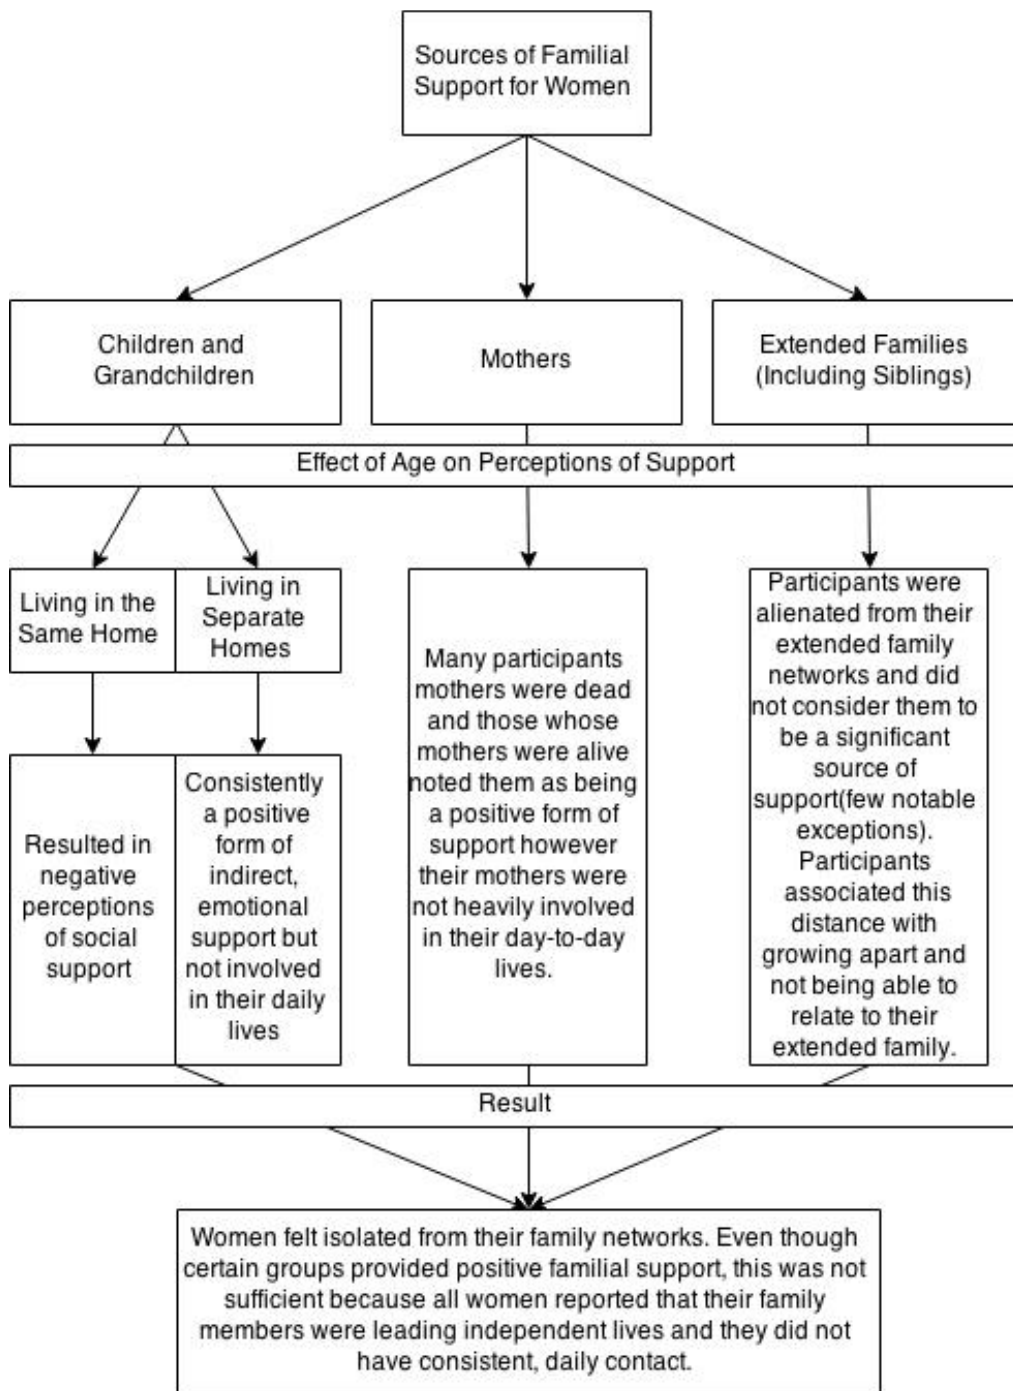 Sources of Familial
Support for Women
Children and
Grandchildren
Mothers
Extended Families
(Including Siblings)
Effect of Age on Perceptions of Support
Living in the
Same Home
Living in
Separate
Homes
Many participants
mothers were dead
and those whose
mothers were alive
noted them as being
a positive form of
support however
their mothers were
not heavily involved
in their day-to-day
lives.
Participants were
alienated from their
extended family
networks and did
not consider them to
be a significant
source of
support(few notable
exceptions).
Participants
associated this
distance with
growing apart and
not being able to
relate to their
extended family.
Resulted in
negative
perceptions
of social
support
Consistently
a positive
form of
indirect,
emotional
support but
not involved
in their daily
lives
Result
Women felt isolated from their family networks. Even though
certain groups provided positive familial support, this was not
sufficient because all women reported that their family
members were leading independent lives and they did not
have consistent, daily contact.